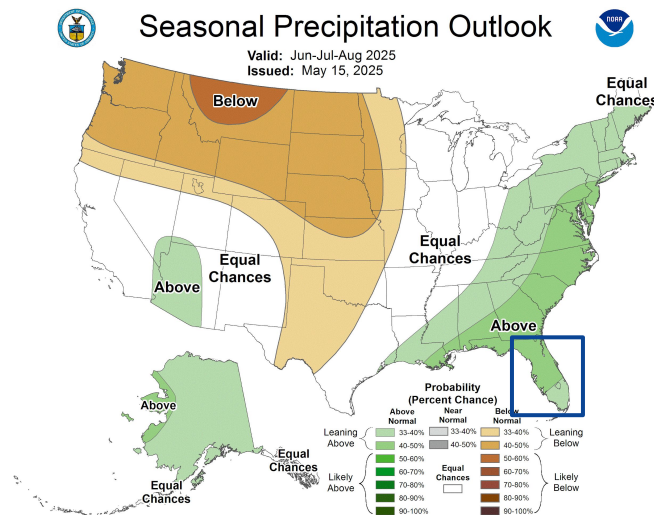 Seasonal Precipitation Outlook
NOAA
Valid: Jun-Jul-Aug 2025
Issued: May 15, 2025
Below
Equal
Chances
Equal
Chances
Equal
Chances
Above
Above
Above
Equal
Chances
Equal
Chances
Probability
(Percent Chance)
Above
Normal
Near
Normal
Below
Normal
Leaning
Above
33-40%
33-40%
33-40%
Leaning
Below
40-50%
40-50%
40-50%
50-60%
50-60%
Likely
Above
60-70%
Equal
Chances
60-70%
Likely
Below
70-80%
70-80%
80-90%
80-90%
90-100%
90-100%